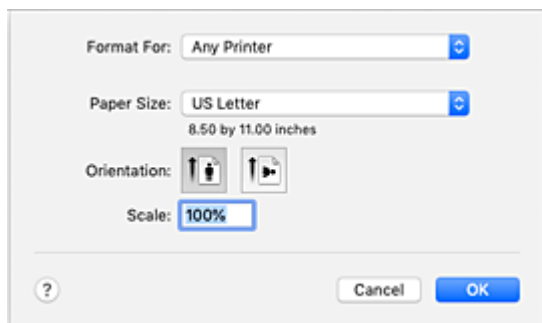 Format For: Any Printer
Paper Size: US Letter
8.50 by 11.00 inches
Orientation:
Scale: 100%
? Cancel OK